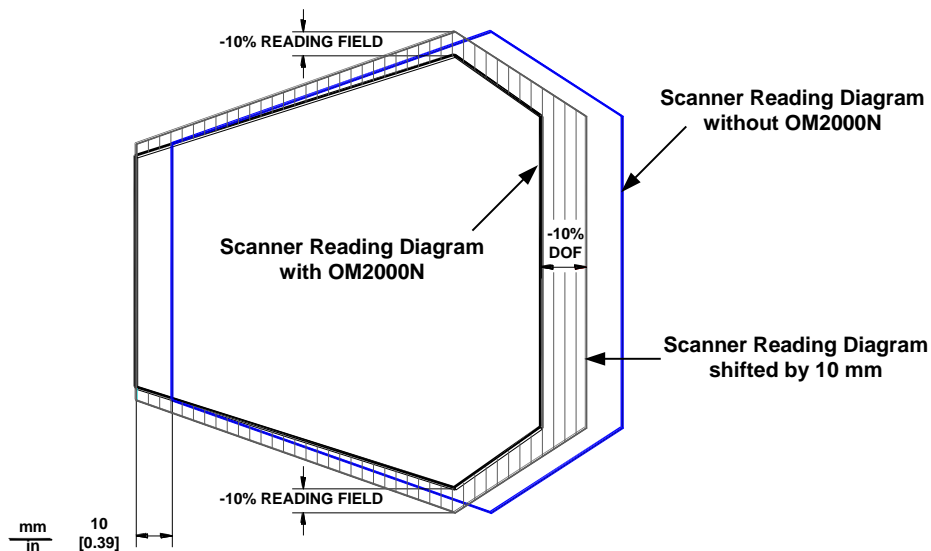 -10% READING FIELD
Scanner Reading Diagram
without OM2000N
Scanner Reading Diagram
with OM2000N
-10%
DOF
Scanner Reading Diagram
shifted by 10 mm
-10% READING FIELD
mm
in
10
[0.39]